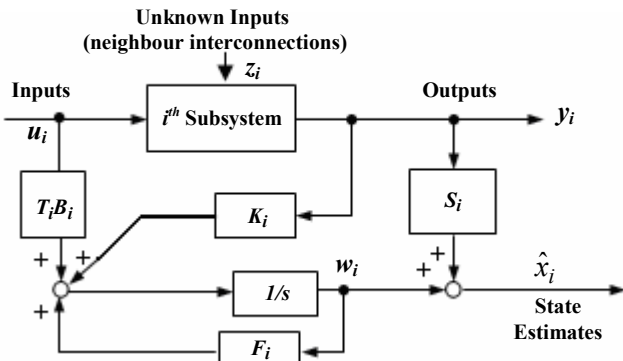 Unknown Inputs
(neighbour interconnections)
z_i
Inputs
Outputs
u_i
i^th Subsystem
y_i
T_iB_i
K_i
S_i
+
+
+
+
+
w_i
x̂_i
1/s
State
Estimates
F_i